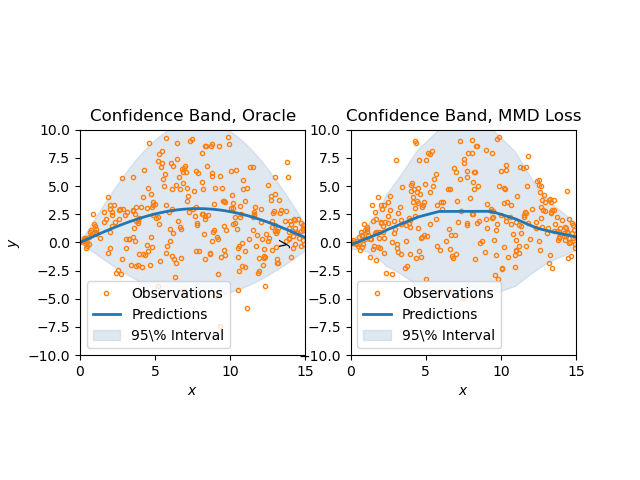 Confidence Band, Oracle
10.0
7.5
5.0
2.5
0.0
−2.5
−5.0
−7.5
−10.0
y
Observations
Predictions
95\% Interval
0 5 10 15
x
Confidence Band, MMD Loss
10.0
7.5
5.0
2.5
0.0
−2.5
−5.0
−7.5
−10.0
y
Observations
Predictions
95\% Interval
0 5 10 15
x